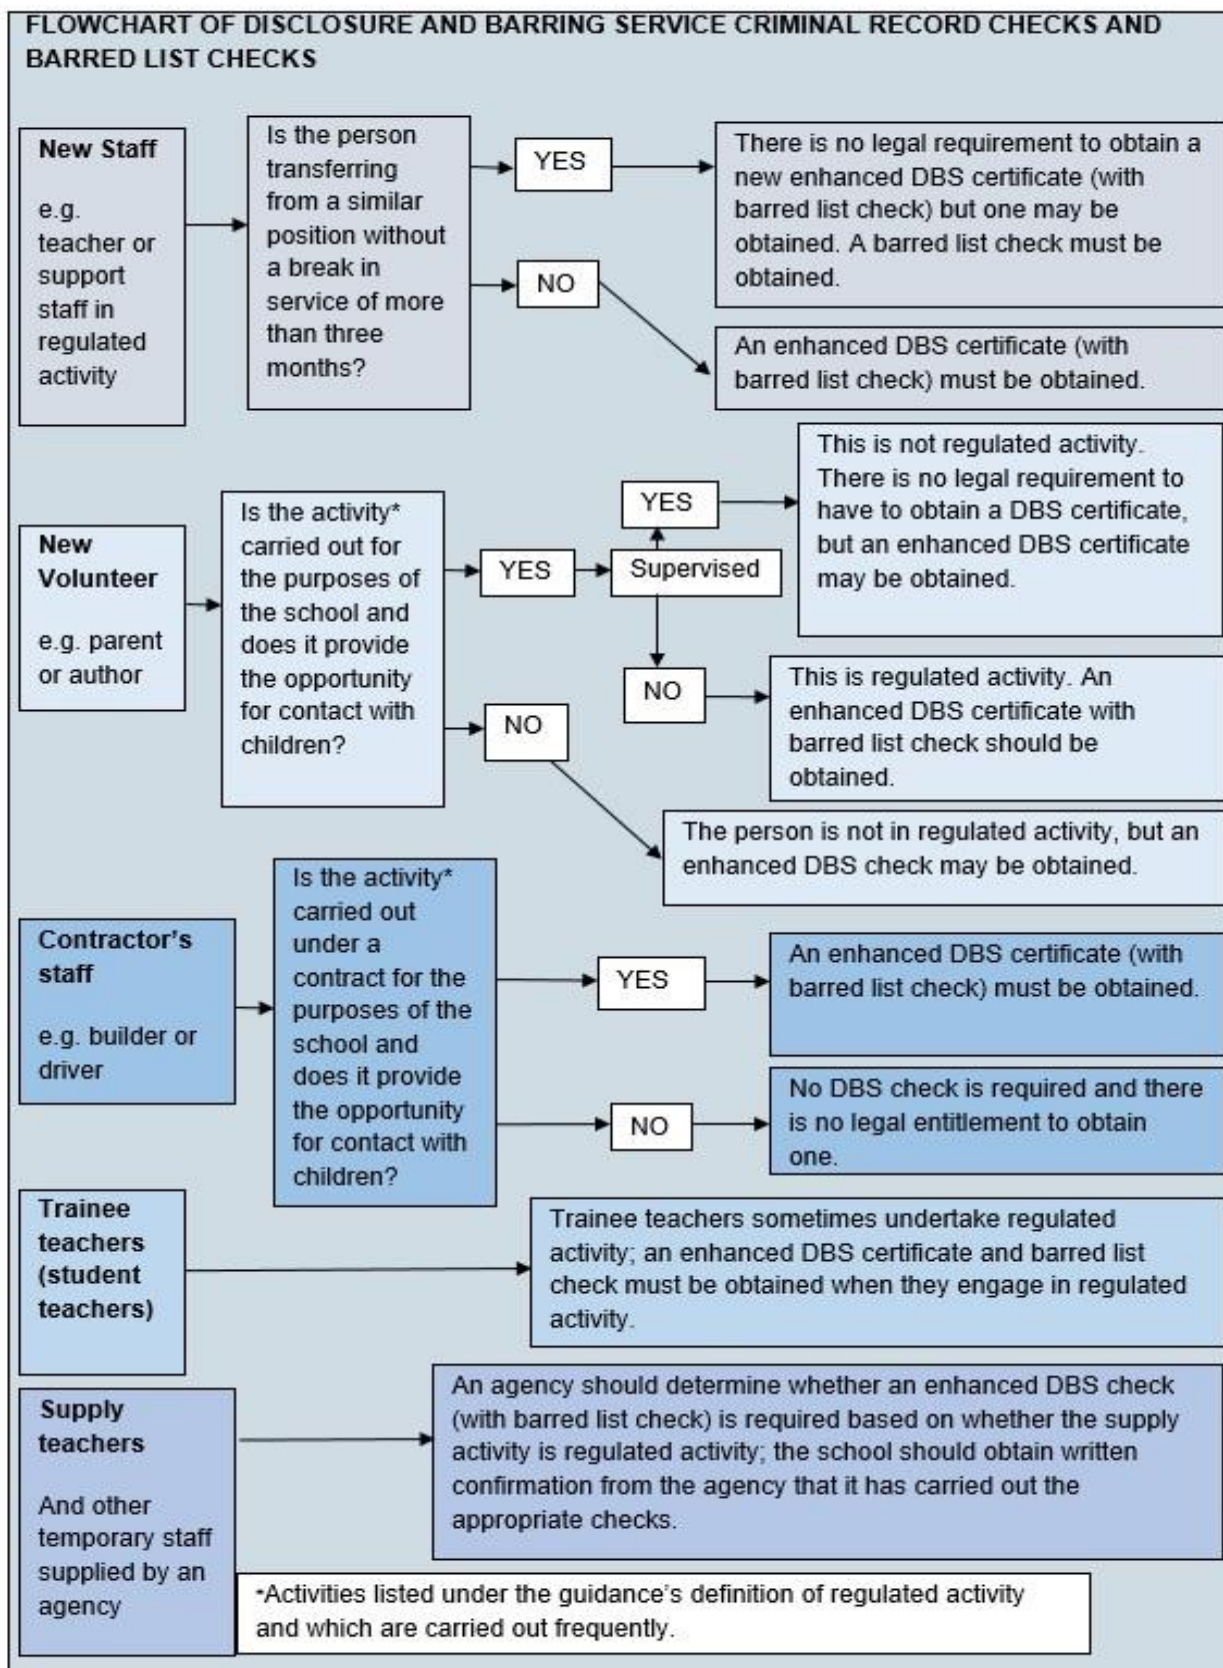 FLOWCHART OF DISCLOSURE AND BARRING SERVICE CRIMINAL RECORD CHECKS AND
BARRED LIST CHECKS
New Staff
e.g.
teacher or
support
staff in
regulated
activity
Is the person
transferring
from a similar
position without
a break in
service of more
than three
months?
YES
There is no legal requirement to obtain a
new enhanced DBS certificate (with
barred list check) but one may be
obtained. A barred list check must be
obtained.
NO
An enhanced DBS certificate (with
barred list check) must be obtained.
New
Volunteer
e.g. parent
or author
Is the activity*
carried out for
the purposes of
the school and
does it provide
the opportunity
for contact with
children?
YES
Supervised
YES
This is not regulated activity.
There is no legal requirement to
have to obtain a DBS certificate,
but an enhanced DBS certificate
may be obtained.
NO
This is regulated activity. An
enhanced DBS certificate with
barred list check should be
obtained.
NO
The person is not in regulated activity, but an
enhanced DBS check may be obtained.
Contractor's
staff
e.g. builder or
driver
Is the activity*
carried out
under a
contract for the
purposes of the
school and
does it provide
the opportunity
for contact with
children?
YES
An enhanced DBS certificate (with
barred list check) must be obtained.
NO
No DBS check is required and there
is no legal entitlement to obtain
one.
Trainee
teachers
(student
teachers)
Trainee teachers sometimes undertake regulated
activity; an enhanced DBS certificate and barred list
check must be obtained when they engage in regulated
activity.
Supply
teachers
And other
temporary staff
supplied by an
agency
An agency should determine whether an enhanced DBS check
(with barred list check) is required based on whether the supply
activity is regulated activity; the school should obtain written
confirmation from the agency that it has carried out the
appropriate checks.
*Activities listed under the guidance's definition of regulated activity
and which are carried out frequently.